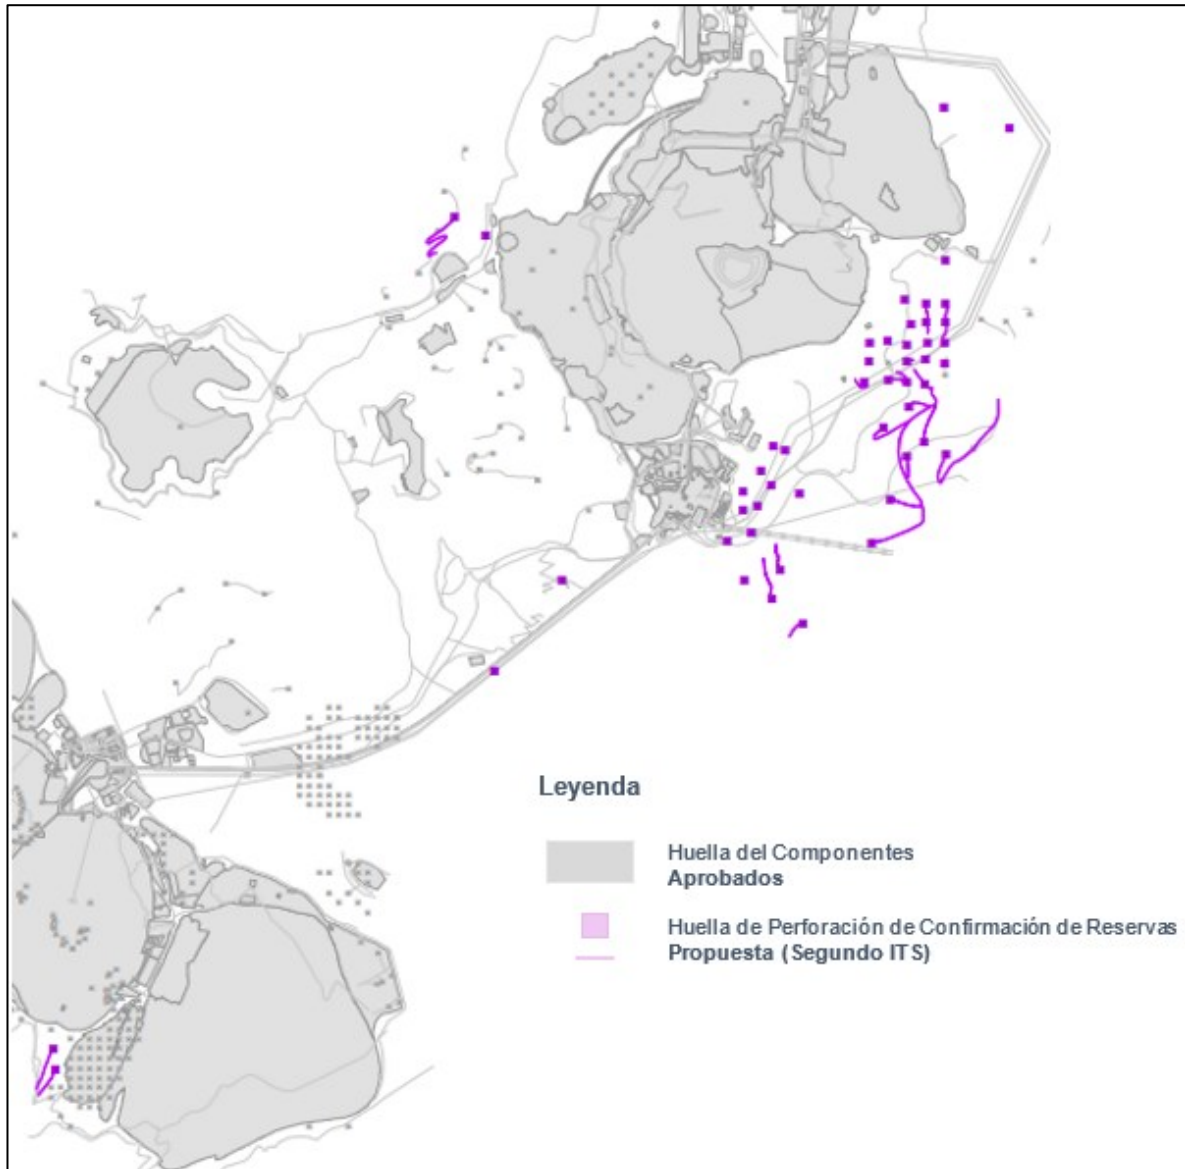 Leyenda
Huella del Componentes
Aprobados
Huella de Perforación de Confirmación de Reservas
Propuesta (Segundo ITS)